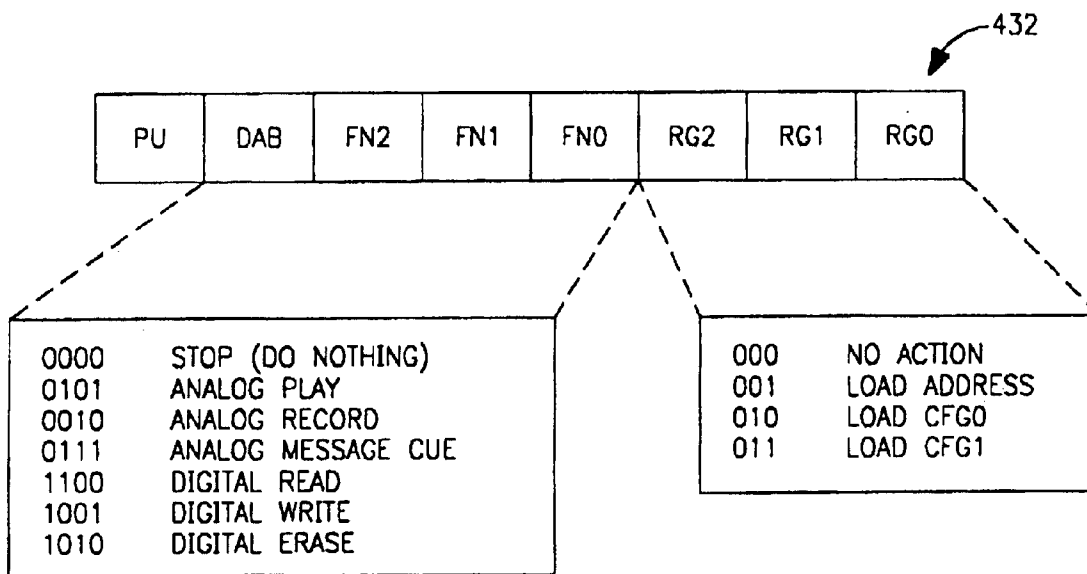 432
PU DAB FN2 FN1 FN0 RG2 RG1 RG0
0000 STOP (DO NOTHING)
0101 ANALOG PLAY
0010 ANALOG RECORD
0111 ANALOG MESSAGE CUE
1100 DIGITAL READ
1001 DIGITAL WRITE
1010 DIGITAL ERASE
000 NO ACTION
001 LOAD ADDRESS
010 LOAD CFG0
011 LOAD CFG1